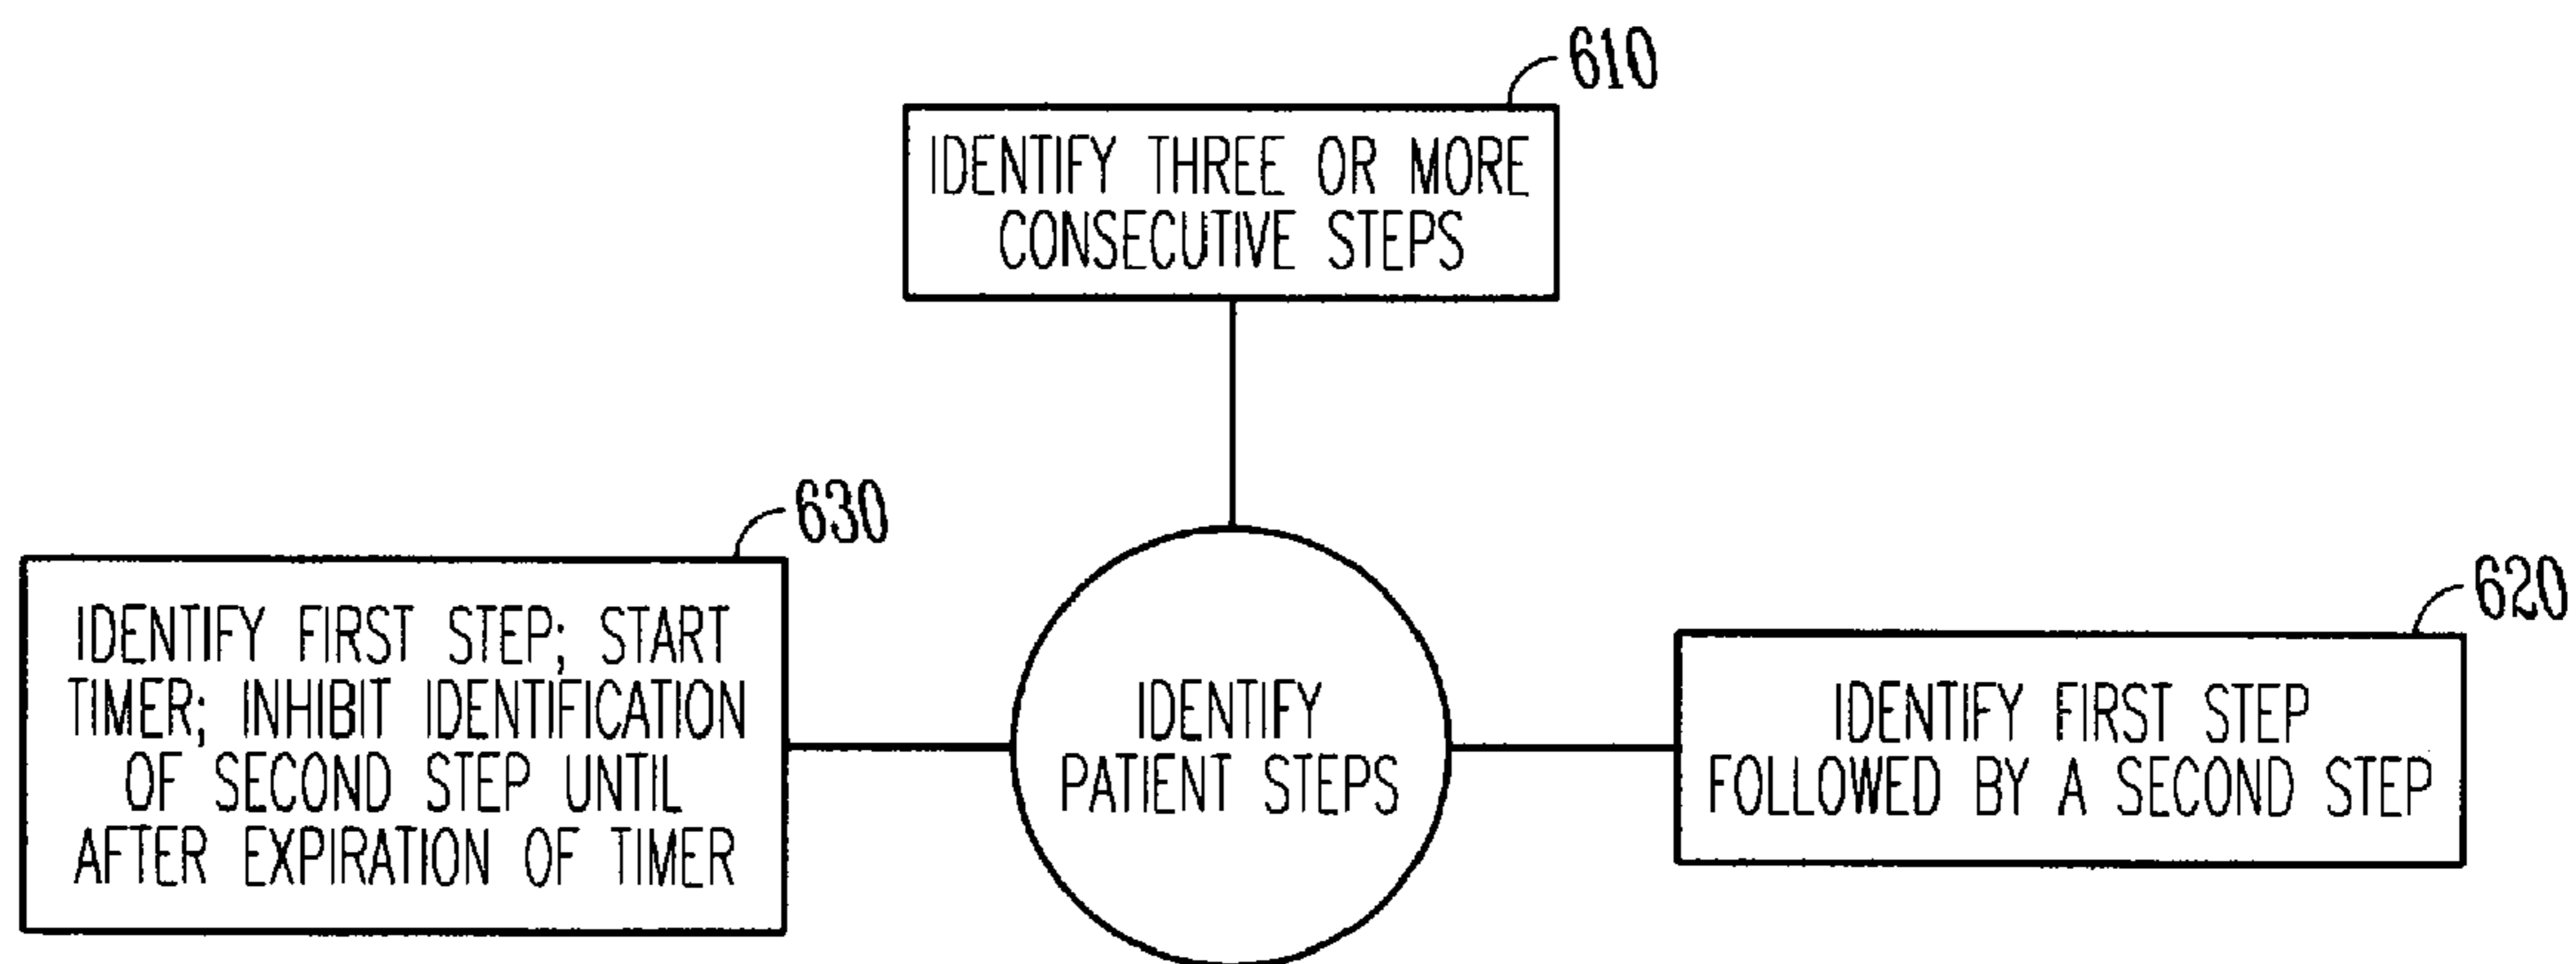 610
IDENTIFY THREE OR MORE
CONSECUTIVE STEPS
630
IDENTIFY FIRST STEP; START
TIMER; INHIBIT IDENTIFICATION
OF SECOND STEP UNTIL
AFTER EXPIRATION OF TIMER
IDENTIFY
PATIENT STEPS
620
IDENTIFY FIRST STEP
FOLLOWED BY A SECOND STEP